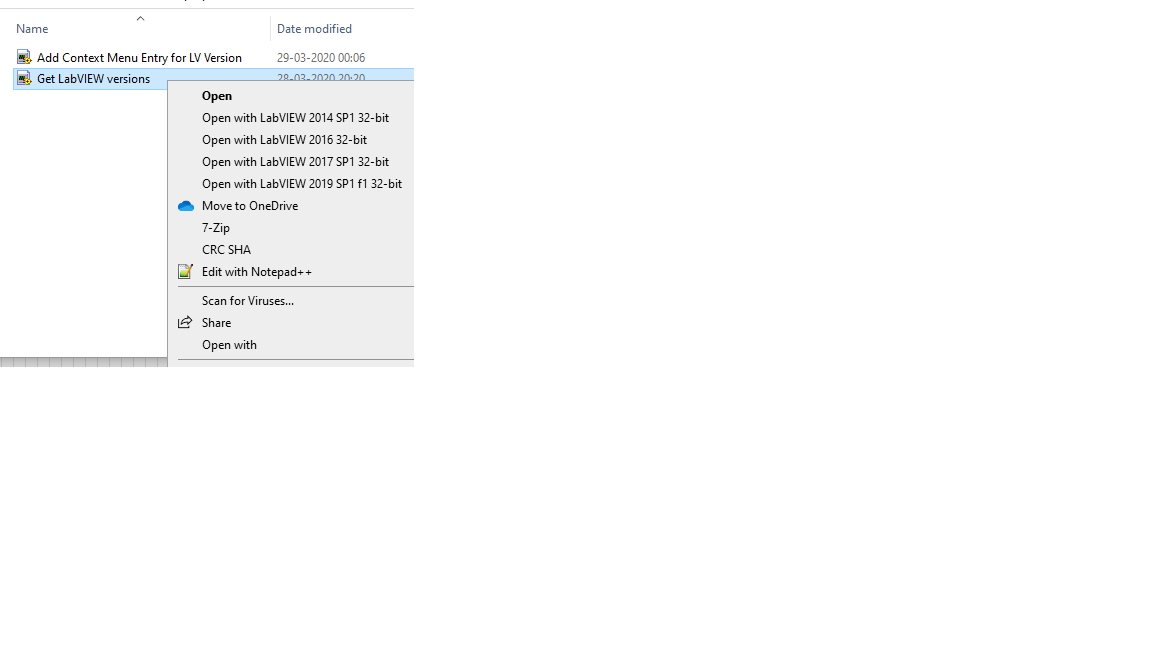 Name Date modified
Add Context Menu Entry for LV Version 29-03-2020 00:06
Get LabVIEW versions 28-03-2020 20:20
Open
Open with LabVIEW 2014 SP1 32-bit
Open with LabVIEW 2016 32-bit
Open with LabVIEW 2017 SP1 32-bit
Open with LabVIEW 2019 SP1 f1 32-bit
Move to OneDrive
7-Zip
CRC SHA
Edit with Notepad++
Scan for Viruses...
Share
Open with